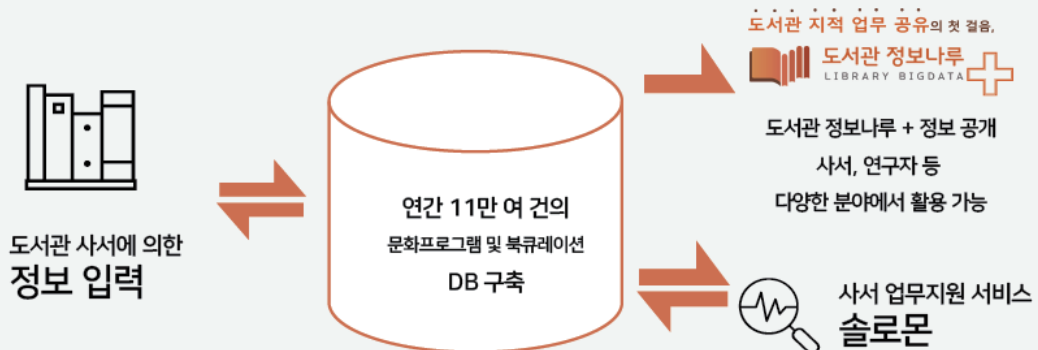 도서관 지적 업무 공유의 첫 걸음,
도서관 정보나루
LIBRARY BIGDATA
도서관 정보나루 + 정보 공개
사서, 연구자 등
다양한 분야에서 활용 가능
도서관 사서에 의한
정보 입력
연간 11만 여 건의
문화프로그램 및 북큐레이션
DB 구축
사서 업무지원 서비스
솔로몬